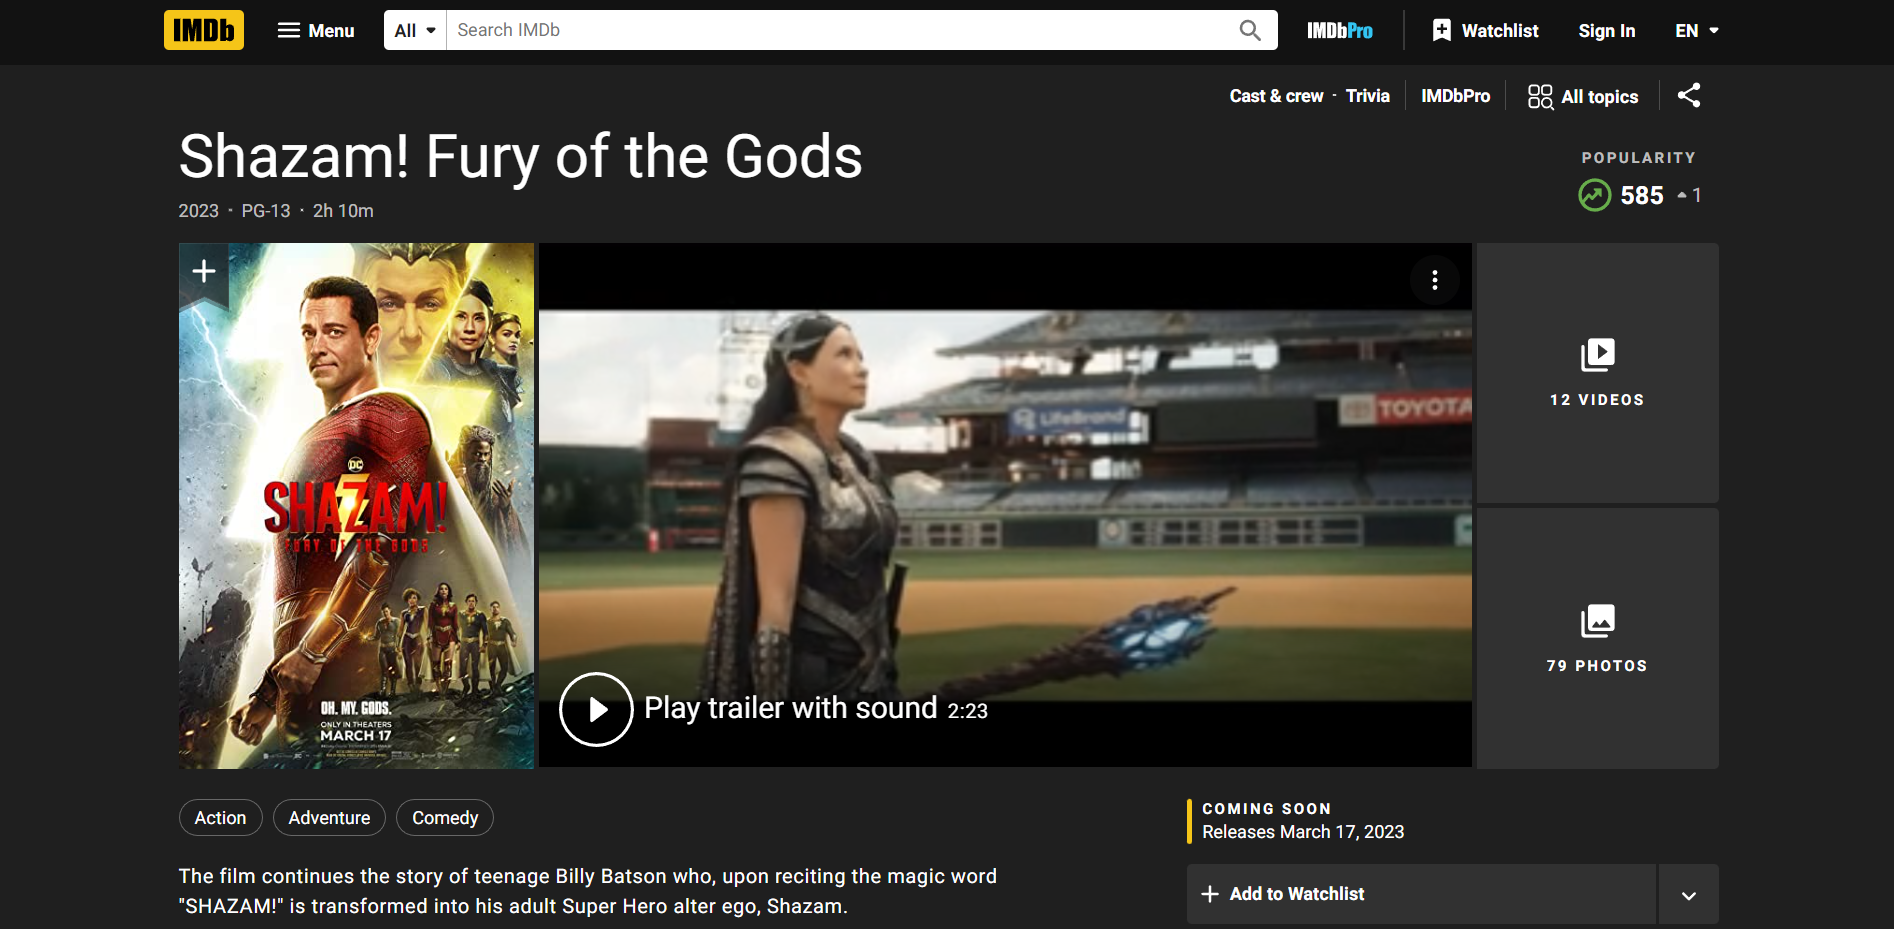 IMDb Menu All Search IMDb IMDbPro Watchlist Sign In EN
Cast & crew · Trivia IMDbPro All topics
Shazam! Fury of the Gods
2023 · PG-13 · 2h 10m
POPULARITY
585 1
DC
SHAZAM!
FURY OF THE GODS
OH. MY. GODS.
ONLY IN THEATERS
MARCH 17
LifeBrand
TOYOTA
Play trailer with sound 2:23
12 VIDEOS
79 PHOTOS
Action Adventure Comedy
The film continues the story of teenage Billy Batson who, upon reciting the magic word
"SHAZAM!" is transformed into his adult Super Hero alter ego, Shazam.
COMING SOON
Releases March 17, 2023
Add to Watchlist